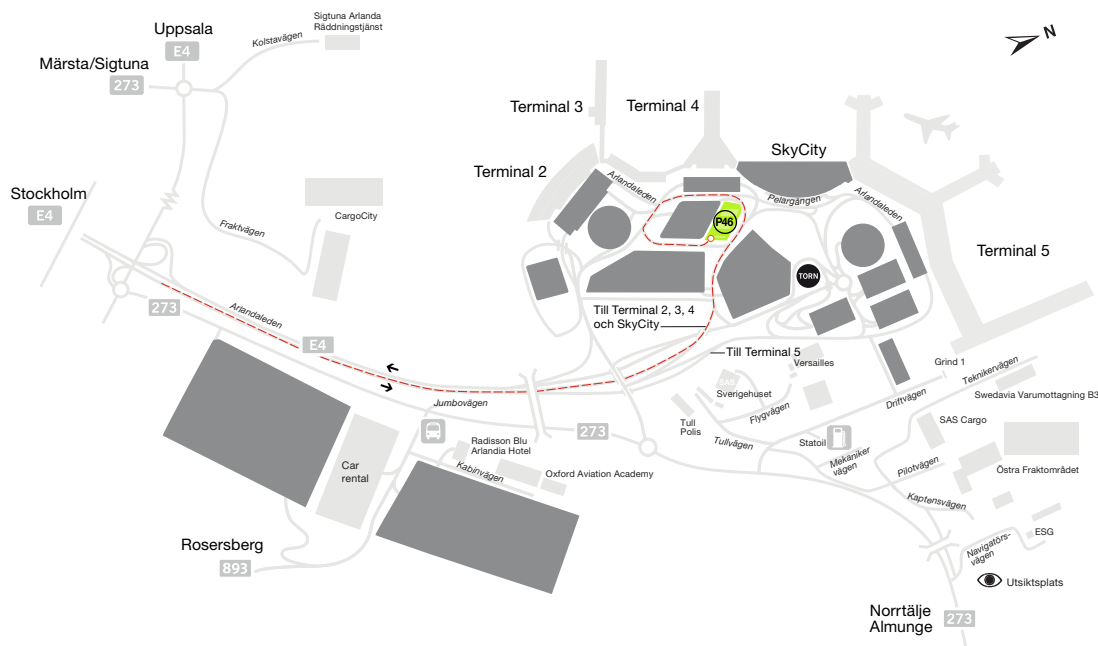 Sigtuna Arlanda
Räddningstjänst
Uppsala
E4
Kolstavägen
N
Märsta/Sigtuna
273
Terminal 3
Terminal 4
SkyCity
Terminal 2
Arlandaleden
Pelargången
Arlandaleden
Stockholm
E4
CargoCity
P46
Fraktvägen
Terminal 5
TORN
273
Arlandaleden
Till Terminal 2, 3, 4
och SkyCity
E4
Till Terminal 5
Versailles
Grind 1
Teknikervägen
SAS
Sverigehuset
Swedavia Varumottagning B3
Driftvägen
Jumbovägen
Flygvägen
Tull
Polis
SAS Cargo
273
Tullvägen
Statoil
Radisson Blu
Arlandia Hotel
Mekaniker
vägen
Pilotvägen
Östra Fraktområdet
Car
rental
Kabinvägen
Oxford Aviation Academy
Kaptensvägen
ESG
Navigatörs-
vägen
Rosersberg
893
Utsiktsplats
Norrtälje
Almunge
273